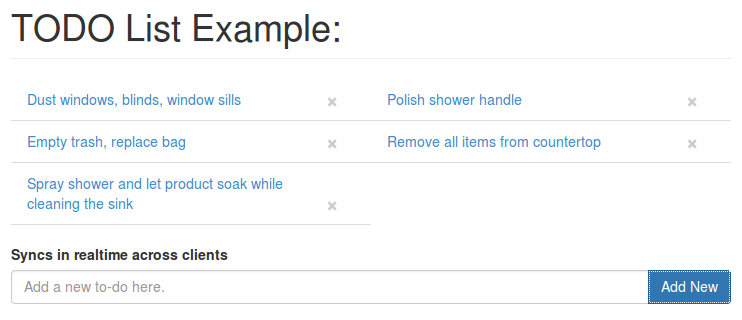 TODO List Example:
Dust windows, blinds, window sills ×
Polish shower handle ×
Empty trash, replace bag ×
Remove all items from countertop ×
Spray shower and let product soak while
cleaning the sink ×
Syncs in realtime across clients
Add a new to-do here.
Add New